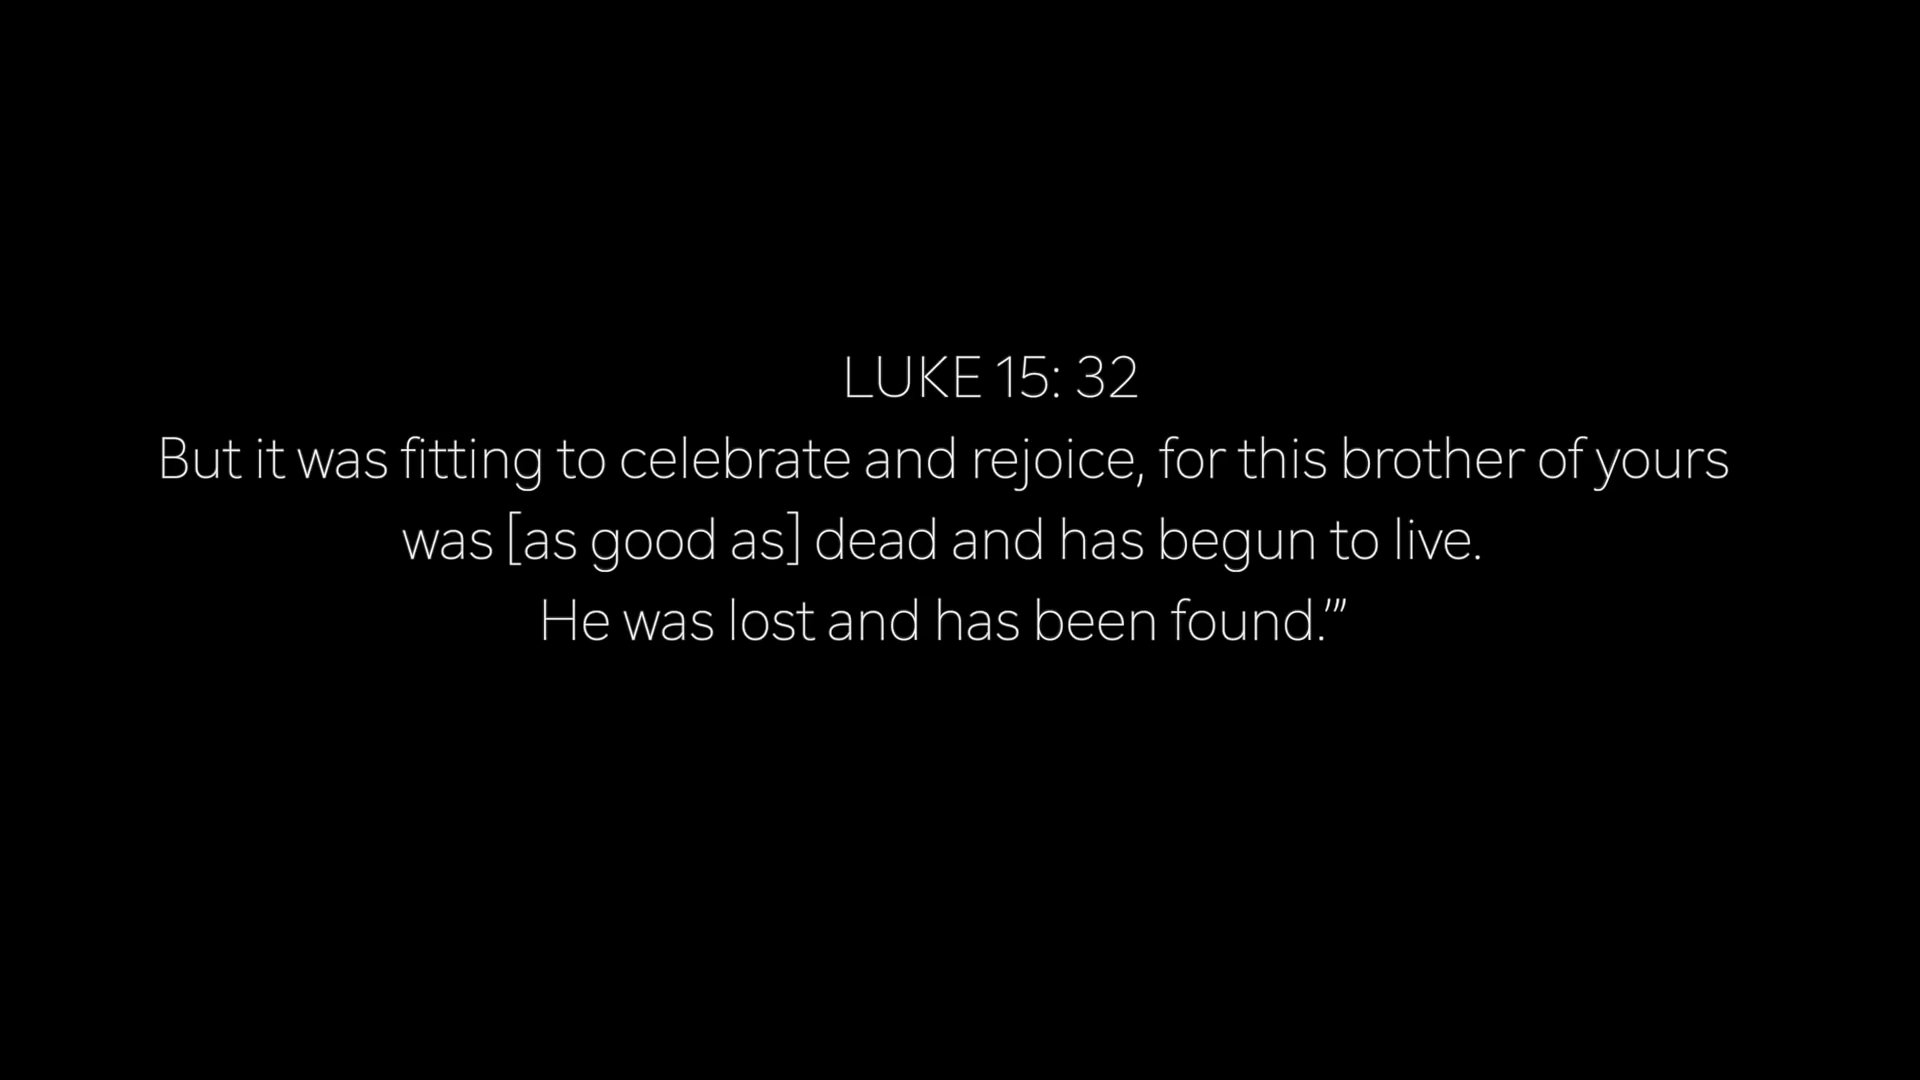 LUKE 15: 32
But it was fitting to celebrate and rejoice, for this brother of yours
was [as good as] dead and has begun to live.
He was lost and has been found.’”